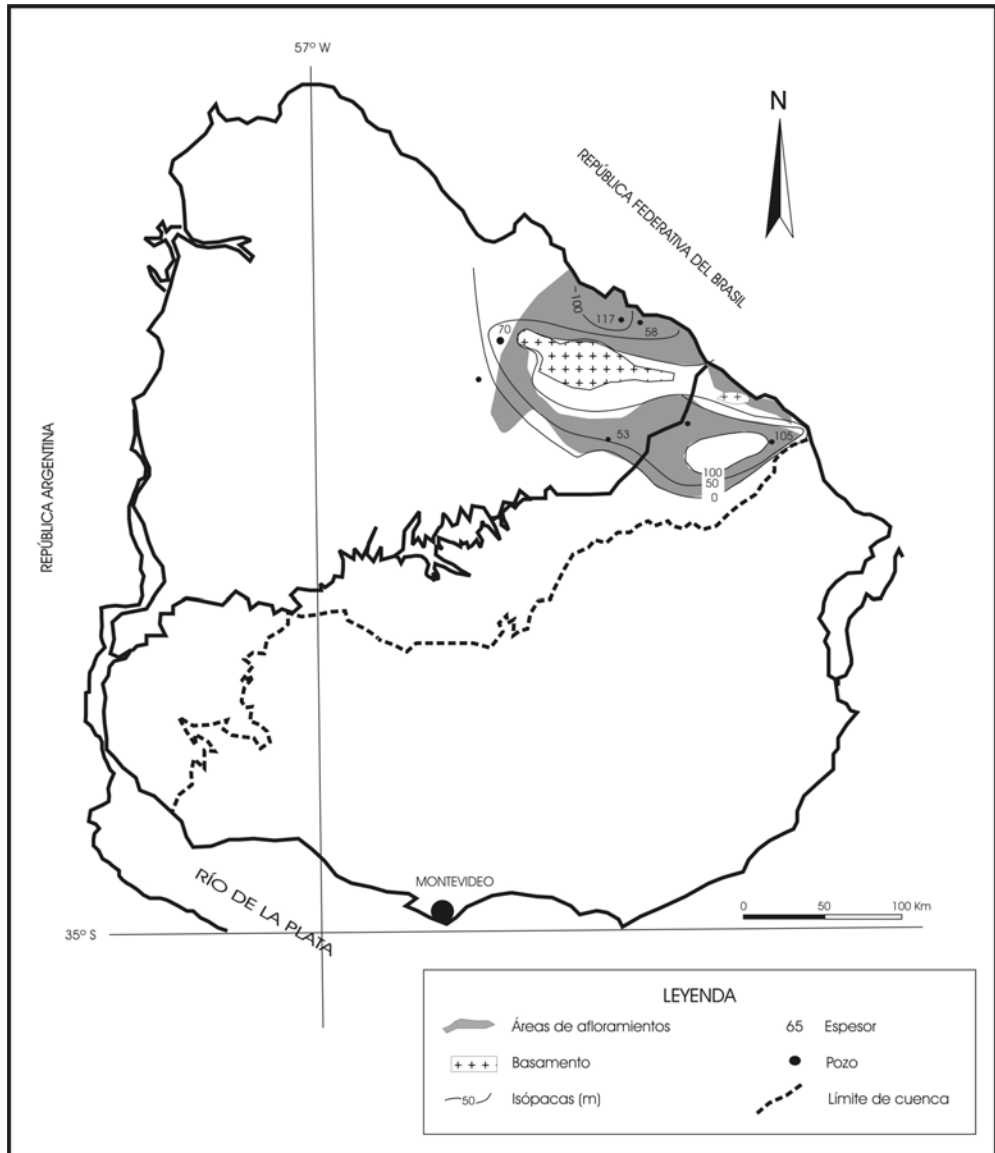 57° W
N
REPÚBLICA FEDERATIVA DEL BRASIL
100
117
58
70
REPÚBLICA ARGENTINA
53
105
100
50
0
MONTEVIDEO
RÍO DE LA PLATA
0 50 100 Km
35° S
LEYENDA
Áreas de afloramientos
65 Espesor
Basamento
Pozo
50 Isópacas (m)
Límite de cuenca